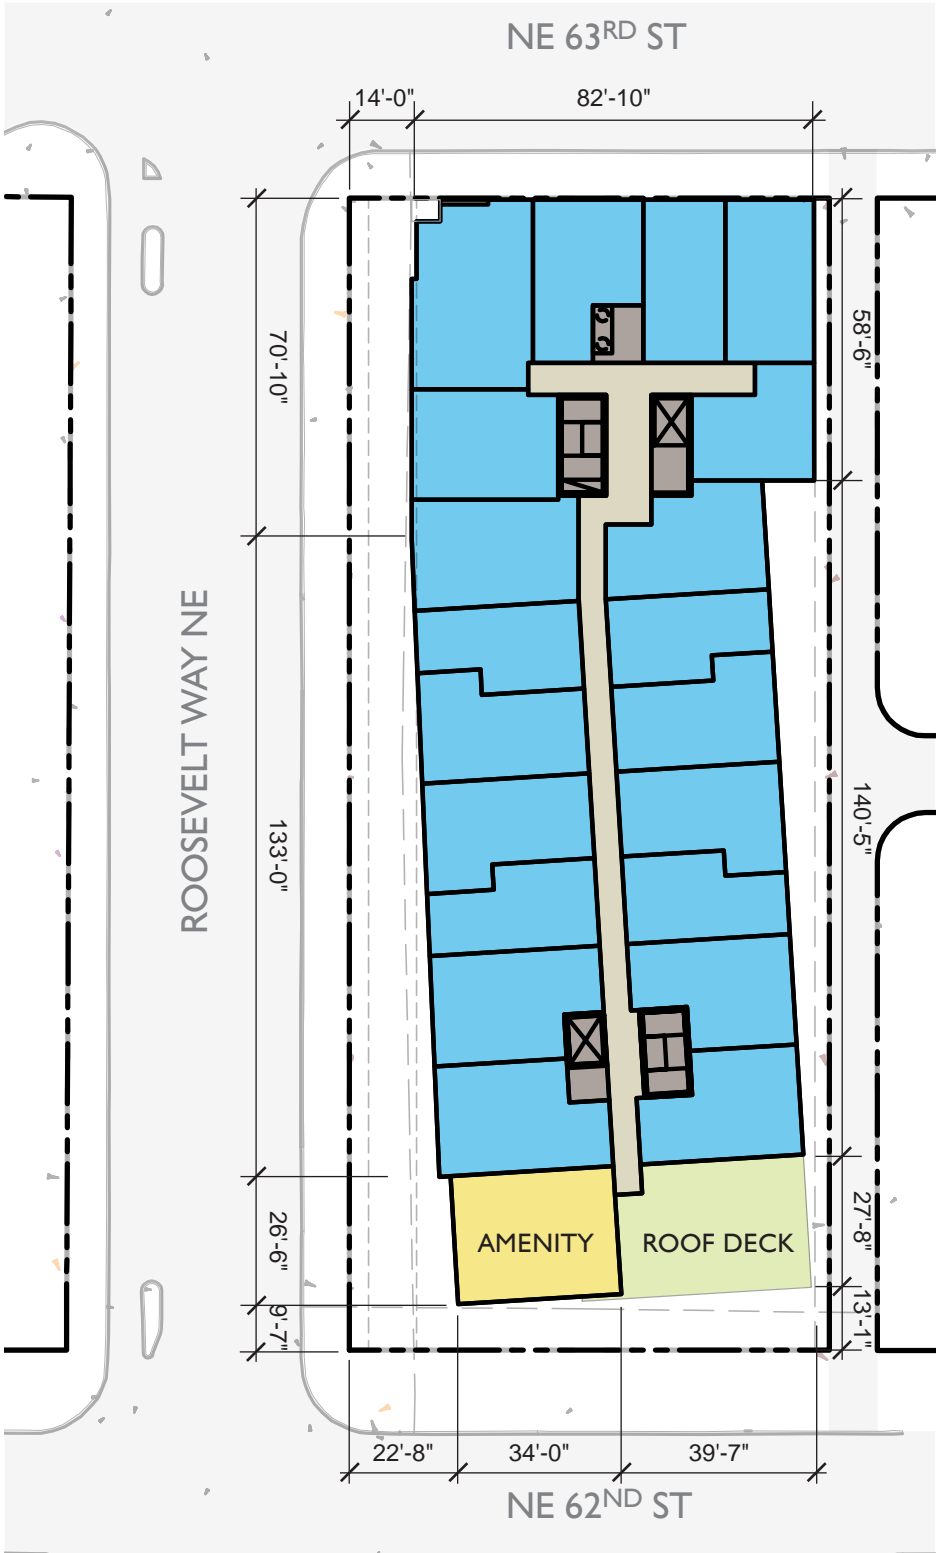 NE 63RD ST
14'-0"
82'-10"
70'-10"
58'-6"
ROOSEVELT WAY NE
133'-0"
140'-5"
26'-6"
AMENITY
ROOF DECK
27'-8"
9'-7"
13'-1"
22'-8"
34'-0"
39'-7"
NE 62ND ST